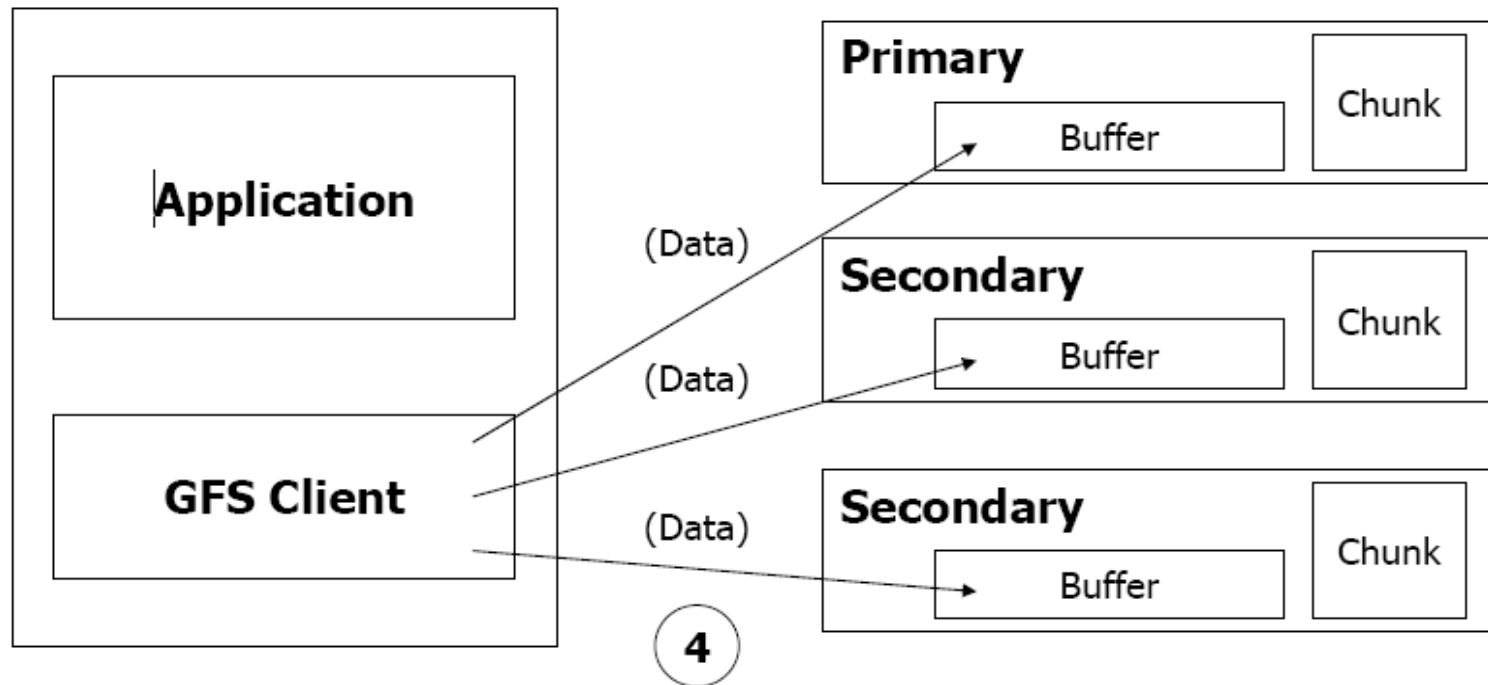 Application
GFS Client
(Data)
(Data)
(Data)
4
Primary
Buffer
Chunk
Secondary
Buffer
Chunk
Secondary
Buffer
Chunk